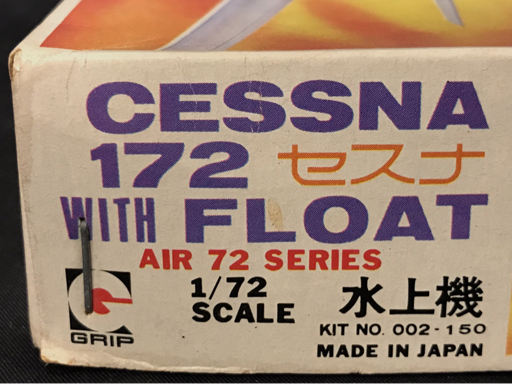 CESSNA
172 セスナ
WITH FLOAT
AIR 72 SERIES
1/72
SCALE
水上機
KIT NO. 002-150
MADE IN JAPAN
GRIP